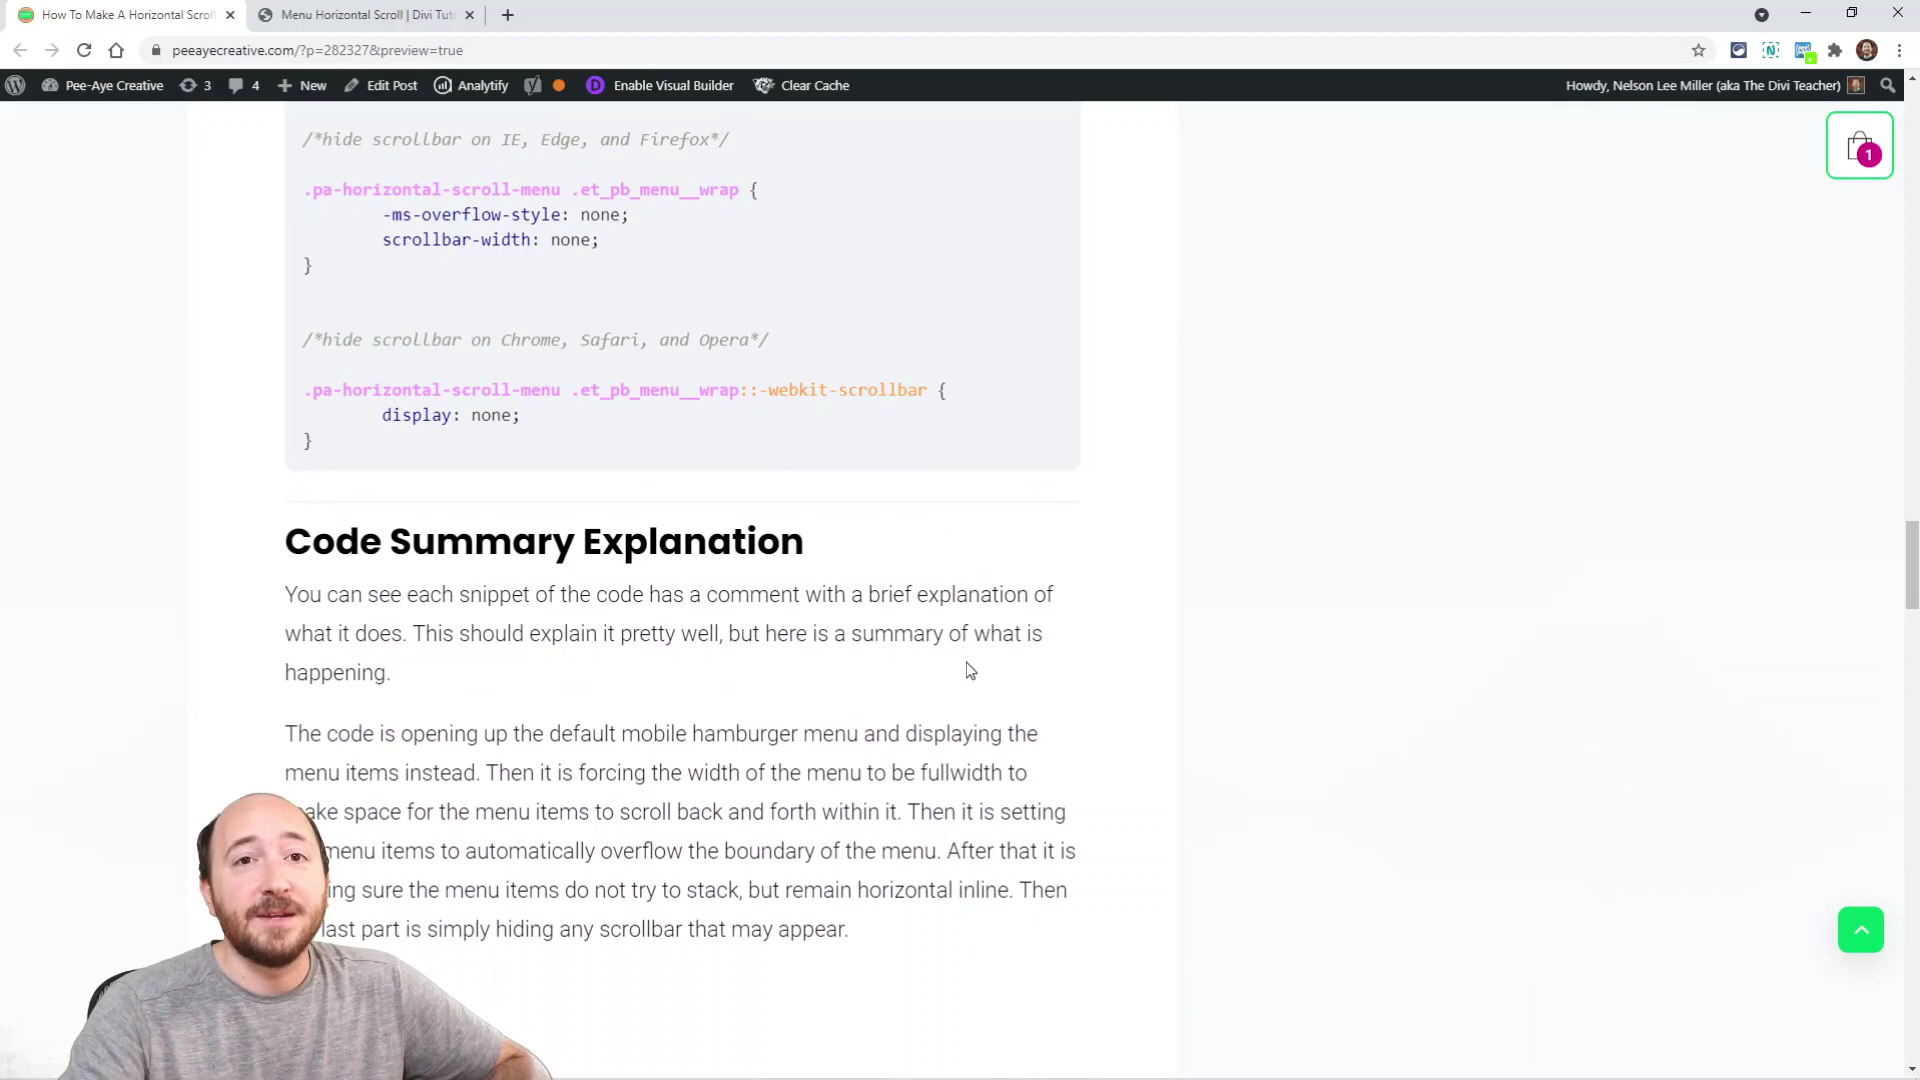 How To Make A Horizontal Scroll
Menu Horizontal Scroll | Divi Tut
peeayecreative.com/?p=282327&preview=true
Pee-Aye Creative 3 4 New Edit Post Analytify Enable Visual Builder Clear Cache Howdy, Nelson Lee Miller (aka The Divi Teacher)
1
/*hide scrollbar on IE, Edge, and Firefox*/
.pa-horizontal-scroll-menu .et_pb_menu__wrap {
-ms-overflow-style: none;
scrollbar-width: none;
}
/*hide scrollbar on Chrome, Safari, and Opera*/
.pa-horizontal-scroll-menu .et_pb_menu__wrap::-webkit-scrollbar {
display: none;
}
Code Summary Explanation
You can see each snippet of the code has a comment with a brief explanation of
what it does. This should explain it pretty well, but here is a summary of what is
happening.
The code is opening up the default mobile hamburger menu and displaying the
menu items instead. Then it is forcing the width of the menu to be fullwidth to
ake space for the menu items to scroll back and forth within it. Then it is setting
menu items to automatically overflow the boundary of the menu. After that it is
ing sure the menu items do not try to stack, but remain horizontal inline. Then
last part is simply hiding any scrollbar that may appear.